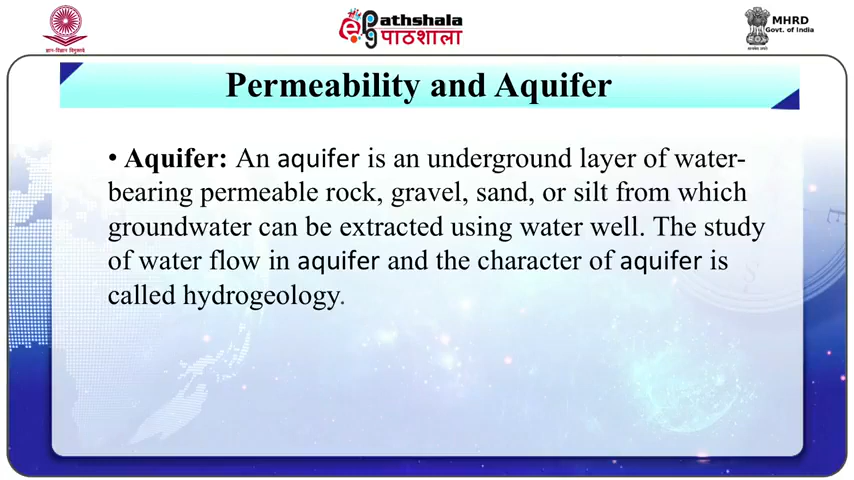 ePathshala
पाठशाला
MHRD
Govt. of India
Permeability and Aquifer
• Aquifer: An aquifer is an underground layer of water-
bearing permeable rock, gravel, sand, or silt from which
groundwater can be extracted using water well. The study
of water flow in aquifer and the character of aquifer is
called hydrogeology.